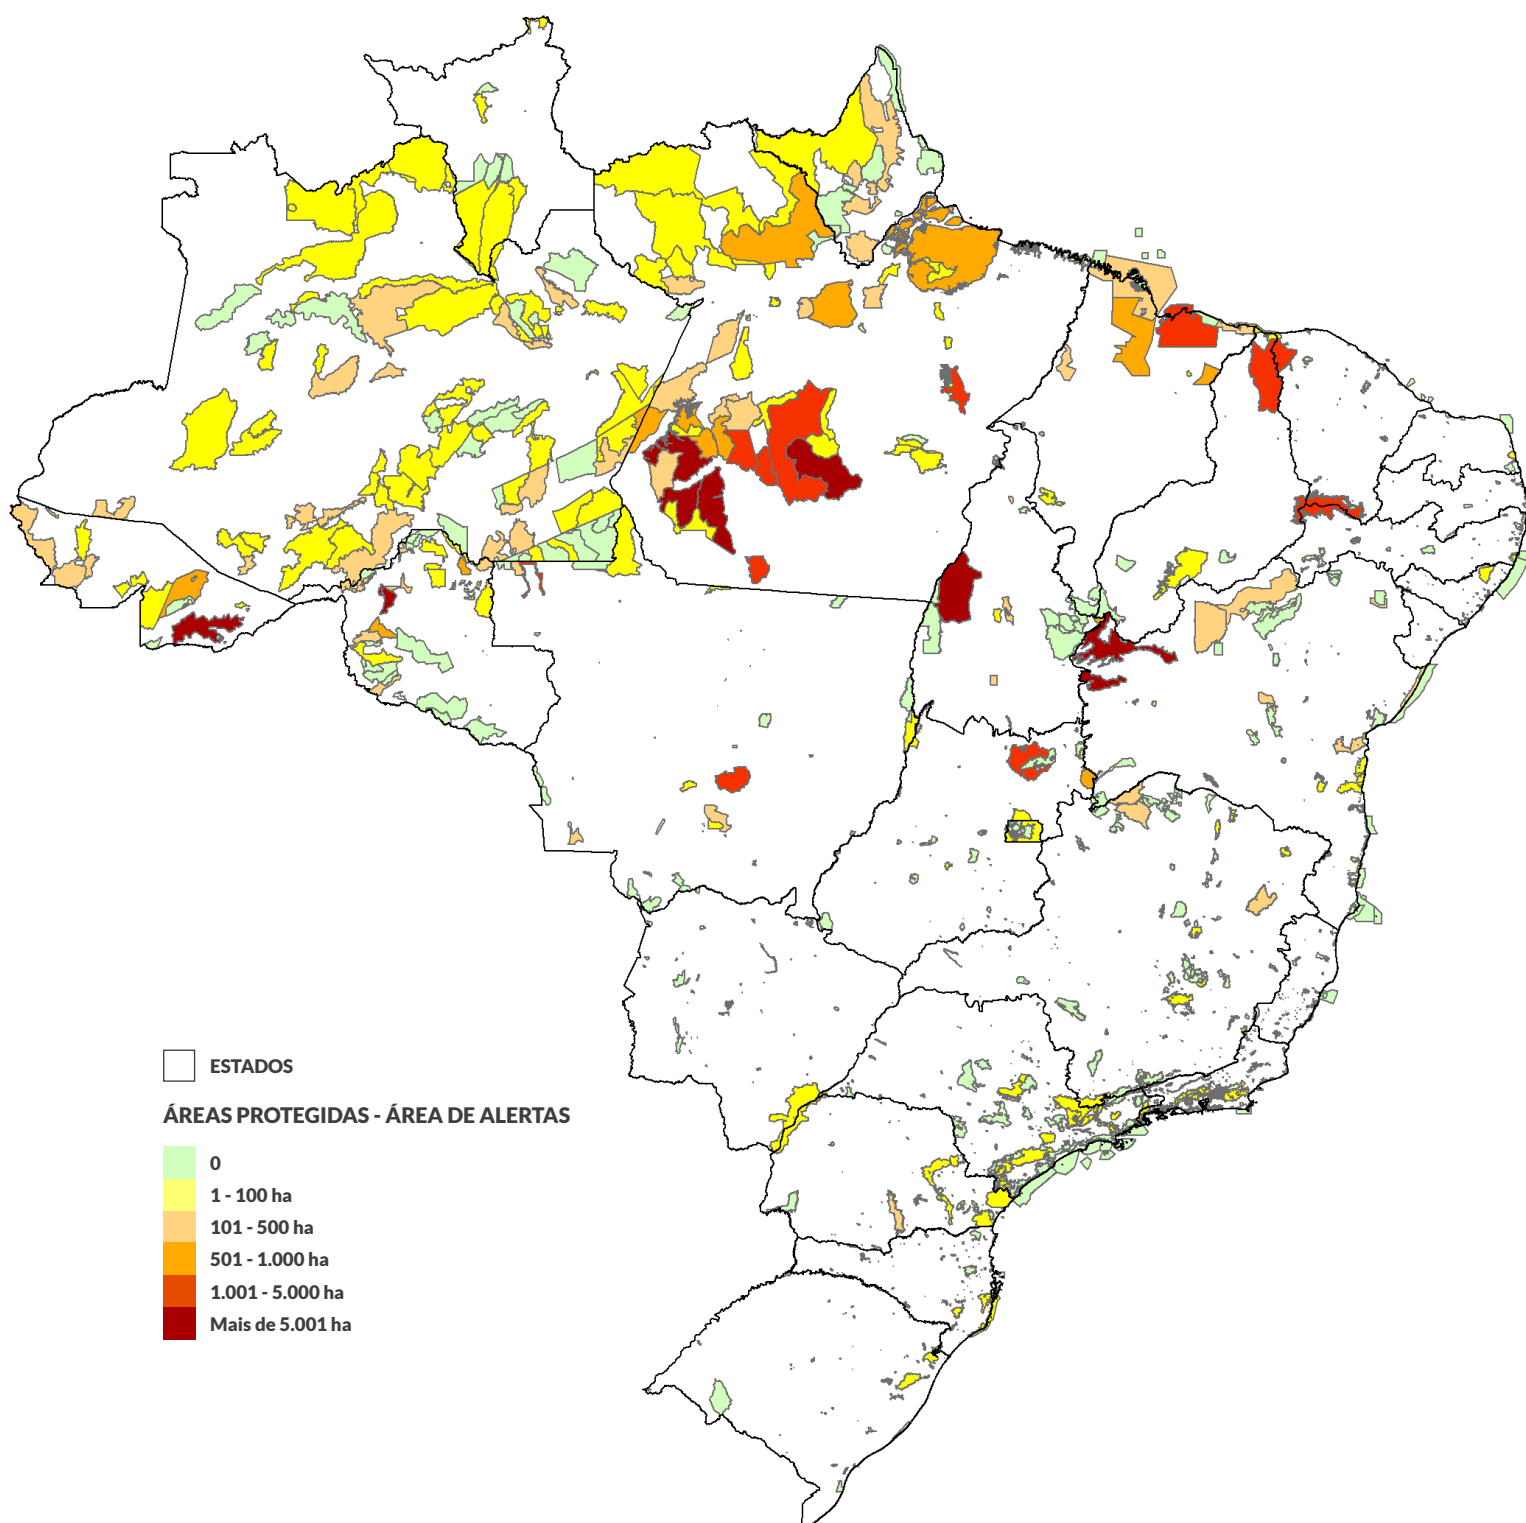 ESTADOS
ÁREAS PROTEGIDAS - ÁREA DE ALERTAS
0
1 - 100 ha
101 - 500 ha
501 - 1.000 ha
1.001 - 5.000 ha
Mais de 5.001 ha